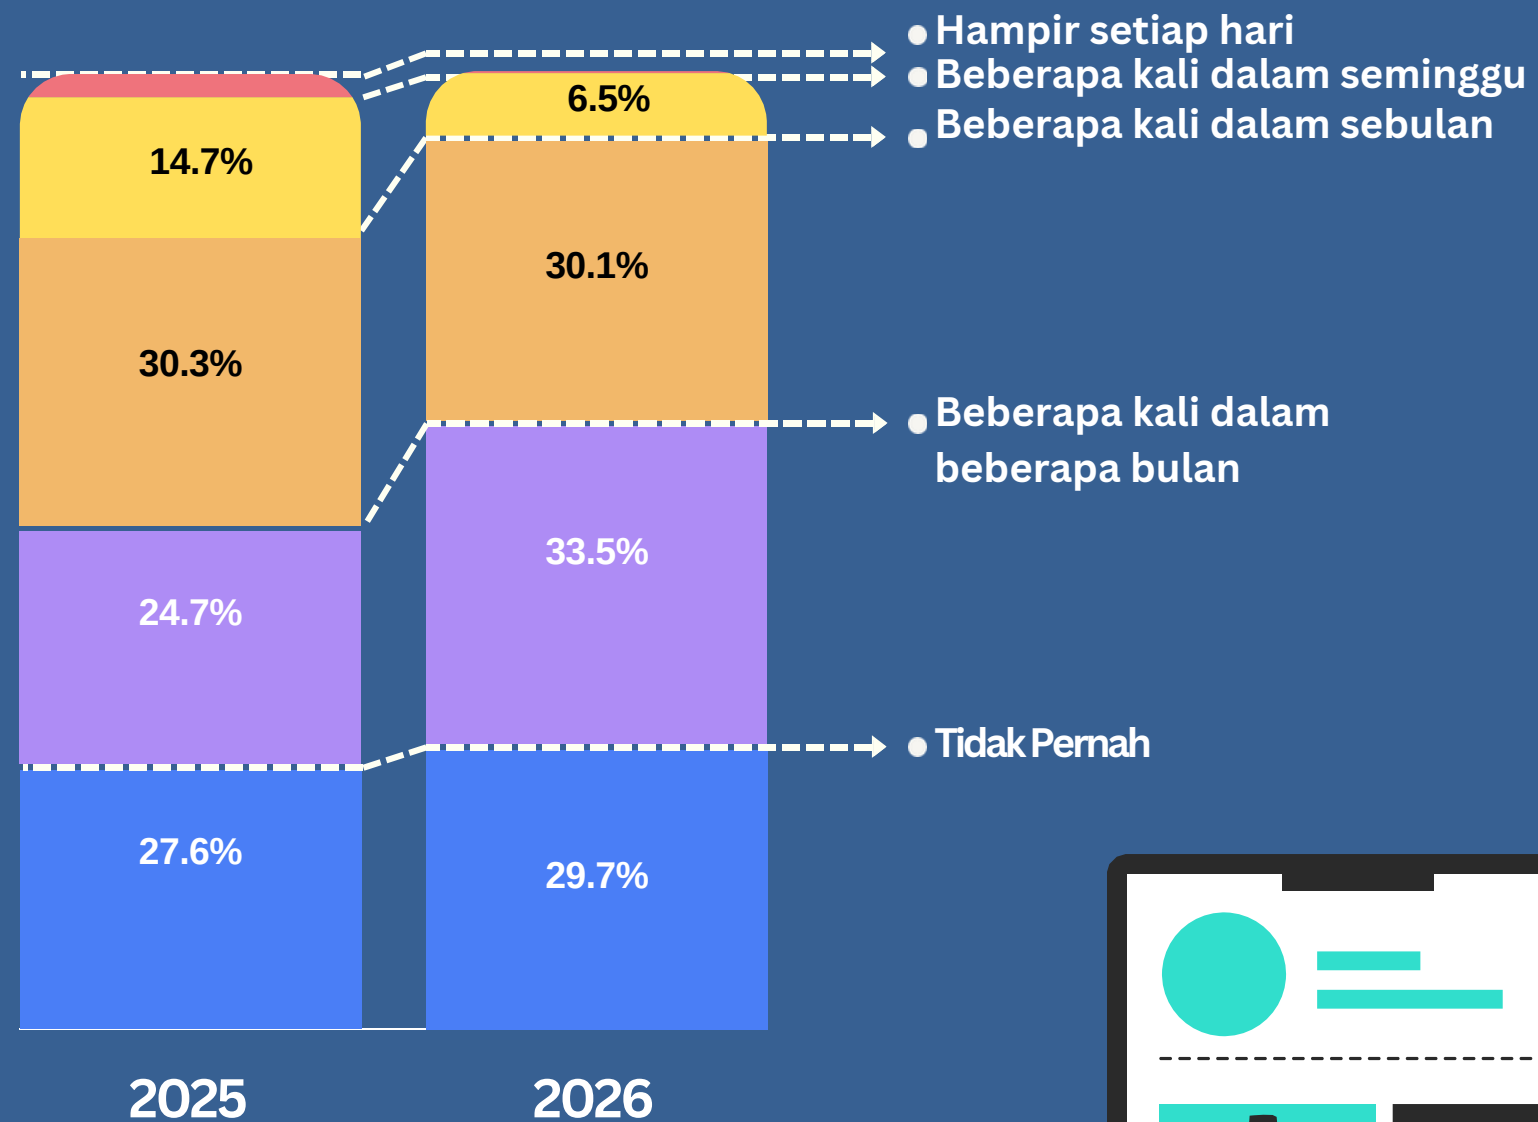 Hampir setiap hari
Beberapa kali dalam seminggu
Beberapa kali dalam sebulan
6.5%
14.7%
30.1%
30.3%
Beberapa kali dalam
beberapa bulan
33.5%
24.7%
Tidak Pernah
27.6%
29.7%
2025
2026